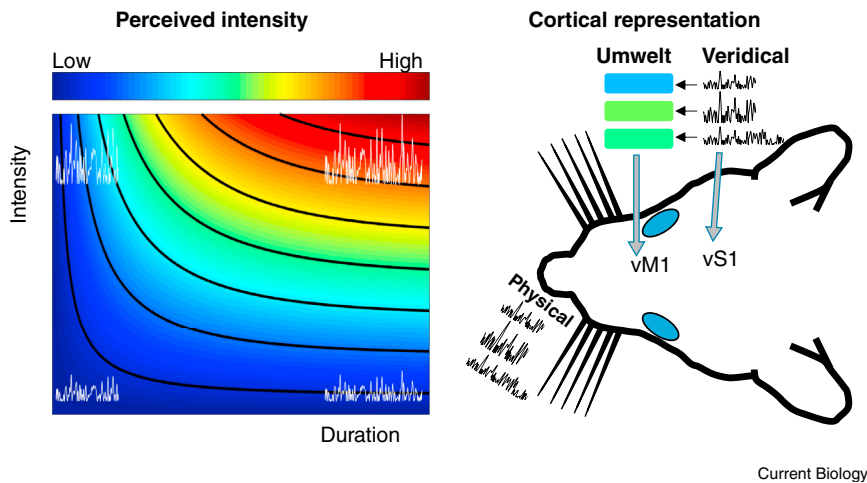 Perceived intensity
Low
High
Intensity
Duration
Cortical representation
Umwelt
Veridical
vM1
vS1
Physical
Current Biology